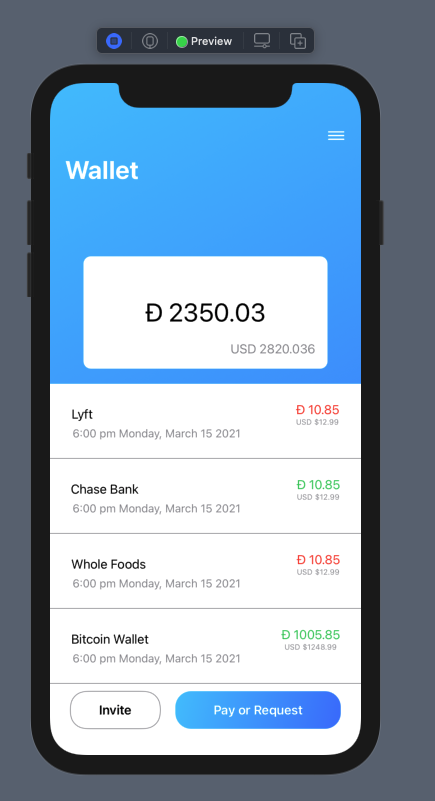 Preview
Wallet
Đ 2350.03
USD 2820.036
Lyft
Đ 10.85
USD $12.99
6:00 pm Monday, March 15 2021
Chase Bank
Đ 10.85
USD $12.99
6:00 pm Monday, March 15 2021
Whole Foods
Đ 10.85
USD $12.99
6:00 pm Monday, March 15 2021
Bitcoin Wallet
Đ 1005.85
USD $1248.99
6:00 pm Monday, March 15 2021
Invite
Pay or Request